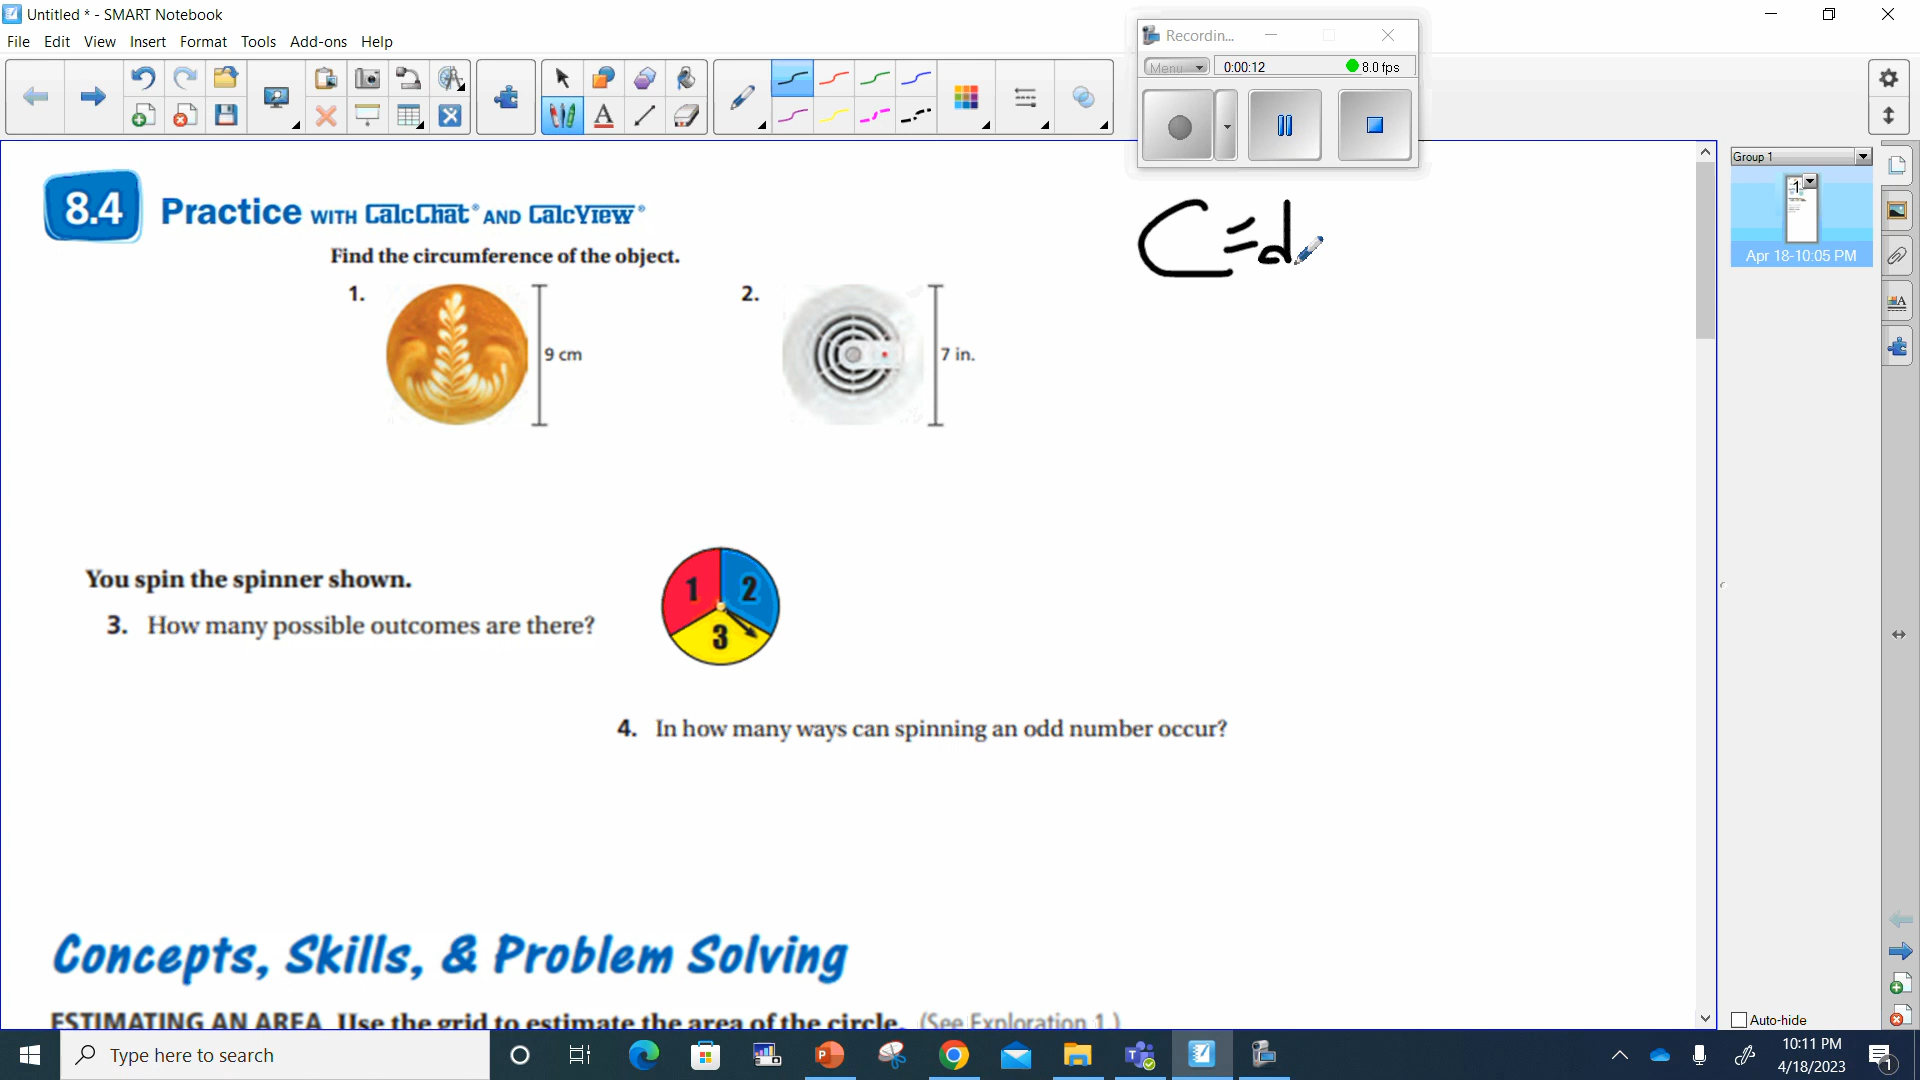 Untitled * - SMART Notebook
File Edit View Insert Format Tools Add-ons Help
Recordin...
Menu 0:00:12 8.0 fps
Group 1
1
Apr 18-10:05 PM
8.4 Practice WITH CalcChat® AND CalcView®
C=d
Find the circumference of the object.
1. 9 cm 2. 7 in.
You spin the spinner shown.
3. How many possible outcomes are there?
1 2
3
4. In how many ways can spinning an odd number occur?
Concepts, Skills, & Problem Solving
ESTIMATING AN AREA Use the grid to estimate the area of the circle. (See Exploration 1.)
Auto-hide
Type here to search
10:11 PM
4/18/2023
1